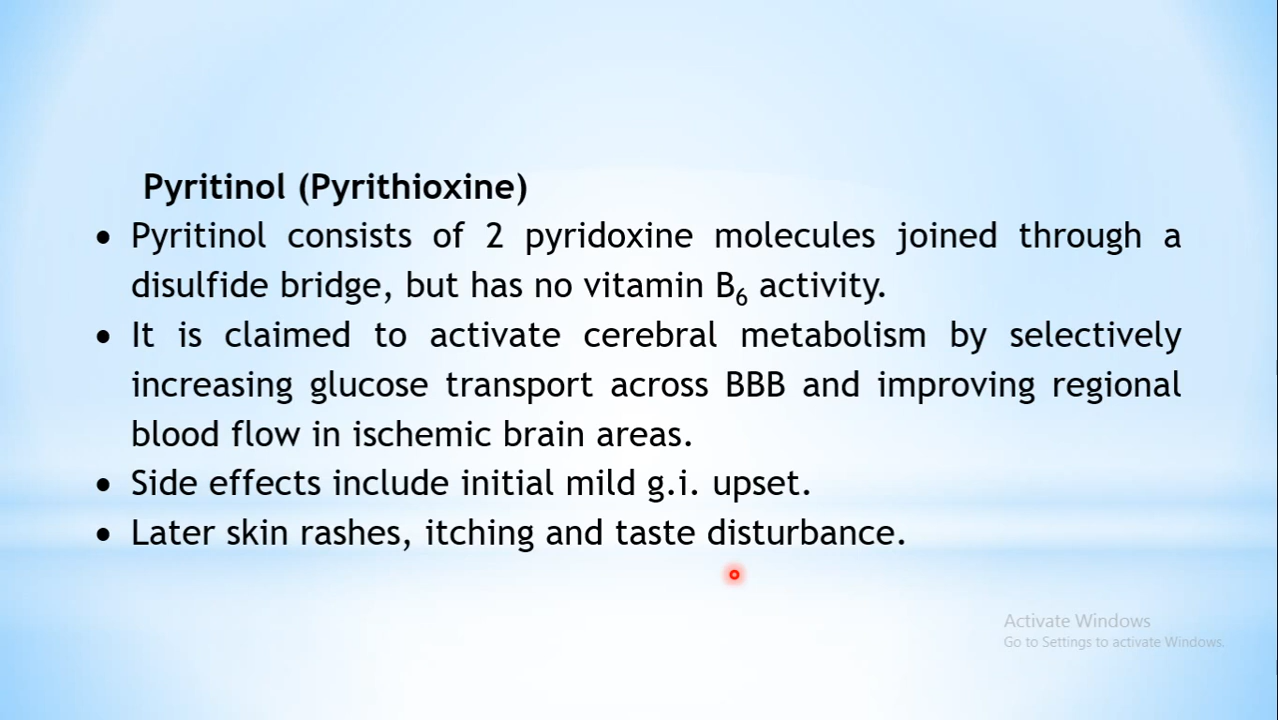 Pyritinol (Pyrithioxine)
• Pyritinol consists of 2 pyridoxine molecules joined through a
disulfide bridge, but has no vitamin B₆ activity.
• It is claimed to activate cerebral metabolism by selectively
increasing glucose transport across BBB and improving regional
blood flow in ischemic brain areas.
• Side effects include initial mild g.i. upset.
• Later skin rashes, itching and taste disturbance.
Activate Windows
Go to Settings to activate Windows.